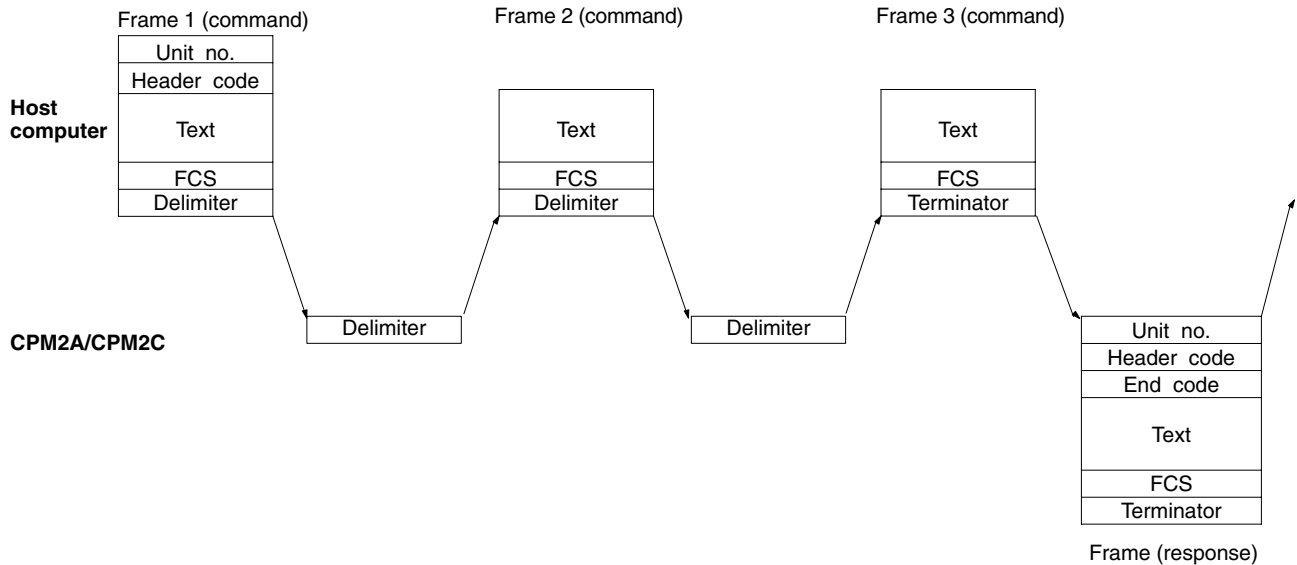 Frame 1 (command)
Unit no.
Header code
Text
FCS
Delimiter
Host
computer
Frame 2 (command)
Text
FCS
Delimiter
Frame 3 (command)
Text
FCS
Terminator
CPM2A/CPM2C
Delimiter
Delimiter
Unit no.
Header code
End code
Text
FCS
Terminator
Frame (response)